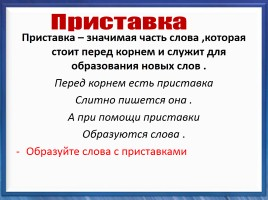 Приставка
Приставка – значимая часть слова ,которая
стоит перед корнем и служит для
образования новых слов .
Перед корнем есть приставка
Слитно пишется она .
А при помощи приставки
Образуются слова .
- Образуйте слова с приставками